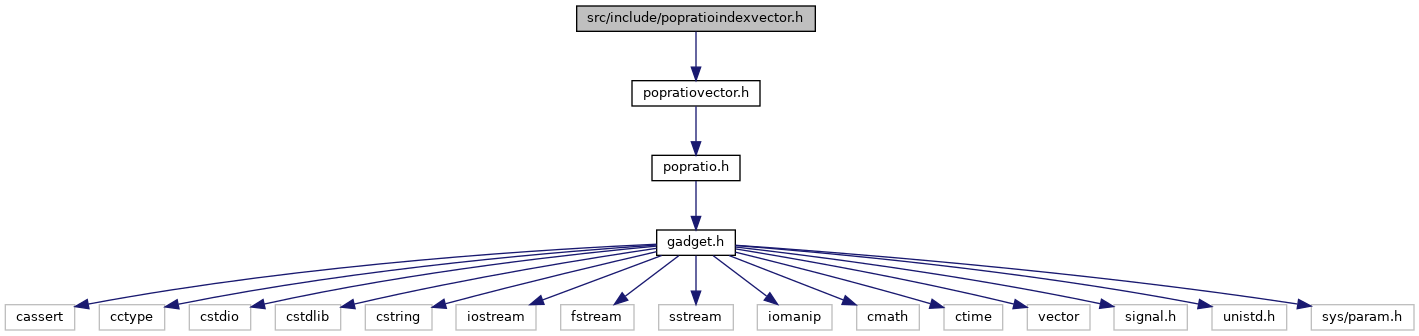 src/include/popratioindexvector.h
popratiovector.h
popratio.h
gadget.h
cassert
cctype
cstdio
cstdlib
cstring
iostream
fstream
sstream
iomanip
cmath
ctime
vector
signal.h
unistd.h
sys/param.h